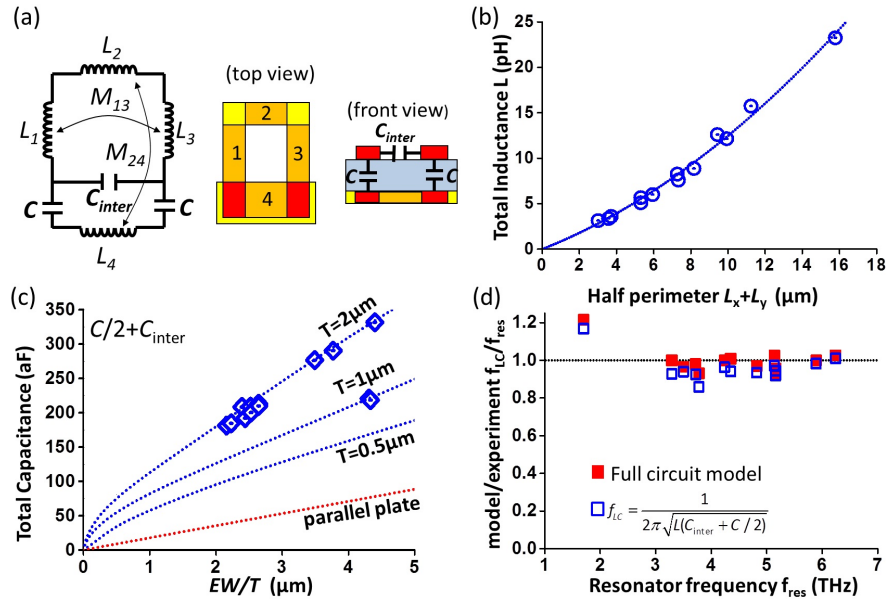 (a)
L2
M13
L1
L3
M24
Cinter
C
C
L4
(top view)
2
1
3
4
(front view)
Cinter
C
C
(b)
Total Inductance L (pH)
25
20
15
10
5
0
0 2 4 6 8 10 12 14 16 18
Half perimeter Lx+Ly (μm)
(c)
C/2+Cinter
Total Capacitance (aF)
350
300
250
200
150
100
50
0
T=2μm
T=1μm
T=0.5μm
parallel plate
0 1 2 3 4 5
EW/T (μm)
(d)
model/experiment fLC/fres
1.2
1.0
0.8
0.6
0.4
0.2
0.0
Full circuit model
fLC = 1 / 2π√L(Cinter + C / 2)
1 2 3 4 5 6 7
Resonator frequency fres (THz)